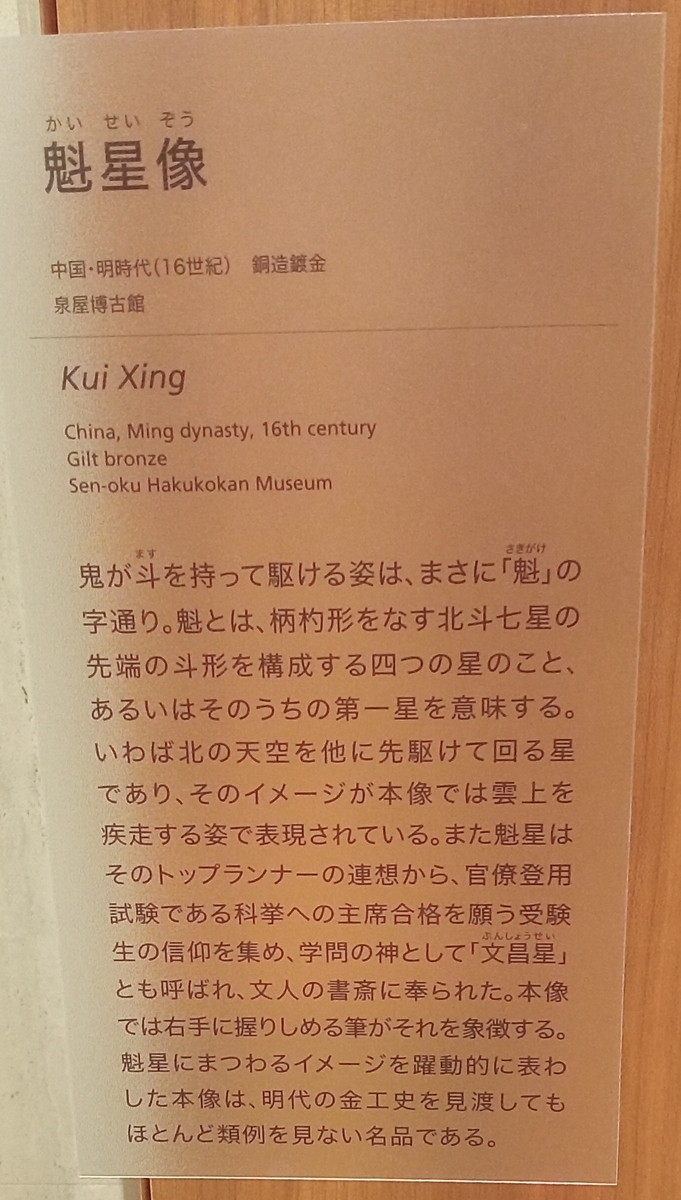 かい せい ぞう
魁星像
中国・明時代（16世紀） 銅造鍍金
泉屋博古館
Kui Xing
China, Ming dynasty, 16th century
Gilt bronze
Sen-oku Hakukokan Museum
ます さきがけ
鬼が斗を持って駆ける姿は、まさに「魁」の
字通り。魁とは、柄杓形をなす北斗七星の
先端の斗形を構成する四つの星のこと、
あるいはそのうちの第一星を意味する。
いわば北の天空を他に先駆けて回る星
であり、そのイメージが本像では雲上を
疾走する姿で表現されている。また魁星は
そのトップランナーの連想から、官僚登用
試験である科挙への主席合格を願う受験
ぶんしょうせい
生の信仰を集め、学問の神として「文昌星」
とも呼ばれ、文人の書斎に奉られた。本像
では右手に握りしめる筆がそれを象徴する。
魁星にまつわるイメージを躍動的に表わ
した本像は、明代の金工史を見渡しても
ほとんど類例を見ない名品である。